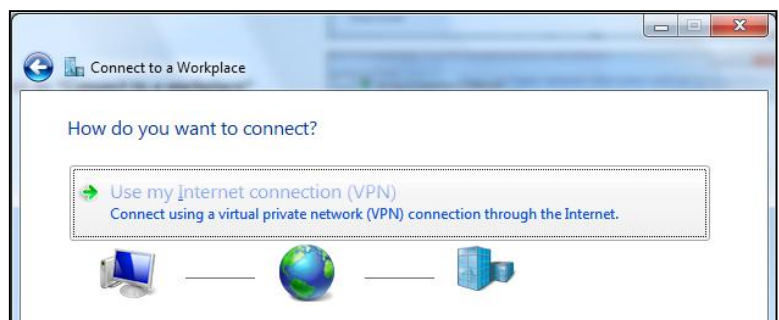 Connect to a Workplace
How do you want to connect?
Use my Internet connection (VPN)
Connect using a virtual private network (VPN) connection through the Internet.